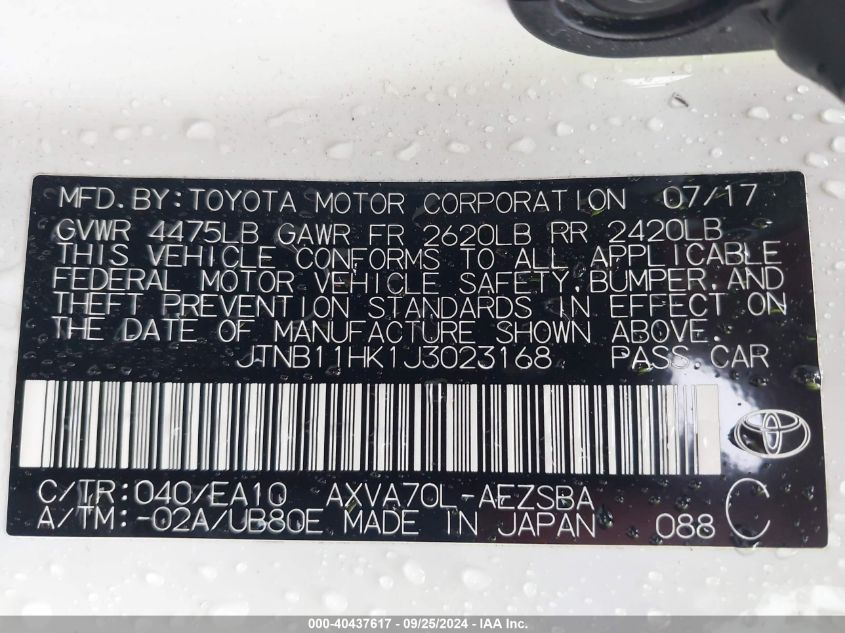 MFD. BY: TOYOTA MOTOR CORPORATION 07/17
GVWR 4475LB GAWR FR 2620LB RR 2420LB
THIS VEHICLE CONFORMS TO ALL APPLICABLE
FEDERAL MOTOR VEHICLE SAFETY, BUMPER, AND
THEFT PREVENTION STANDARDS IN EFFECT ON
THE DATE OF MANUFACTURE SHOWN ABOVE.
JTNB11HK1J3023168 PASS. CAR
C/TR: 040/EA10 AXVA70L-AEZSBA
A/TM: -02A/UB80E MADE IN JAPAN 088 C
000-40437617 - 09/25/2024 - IAA Inc.